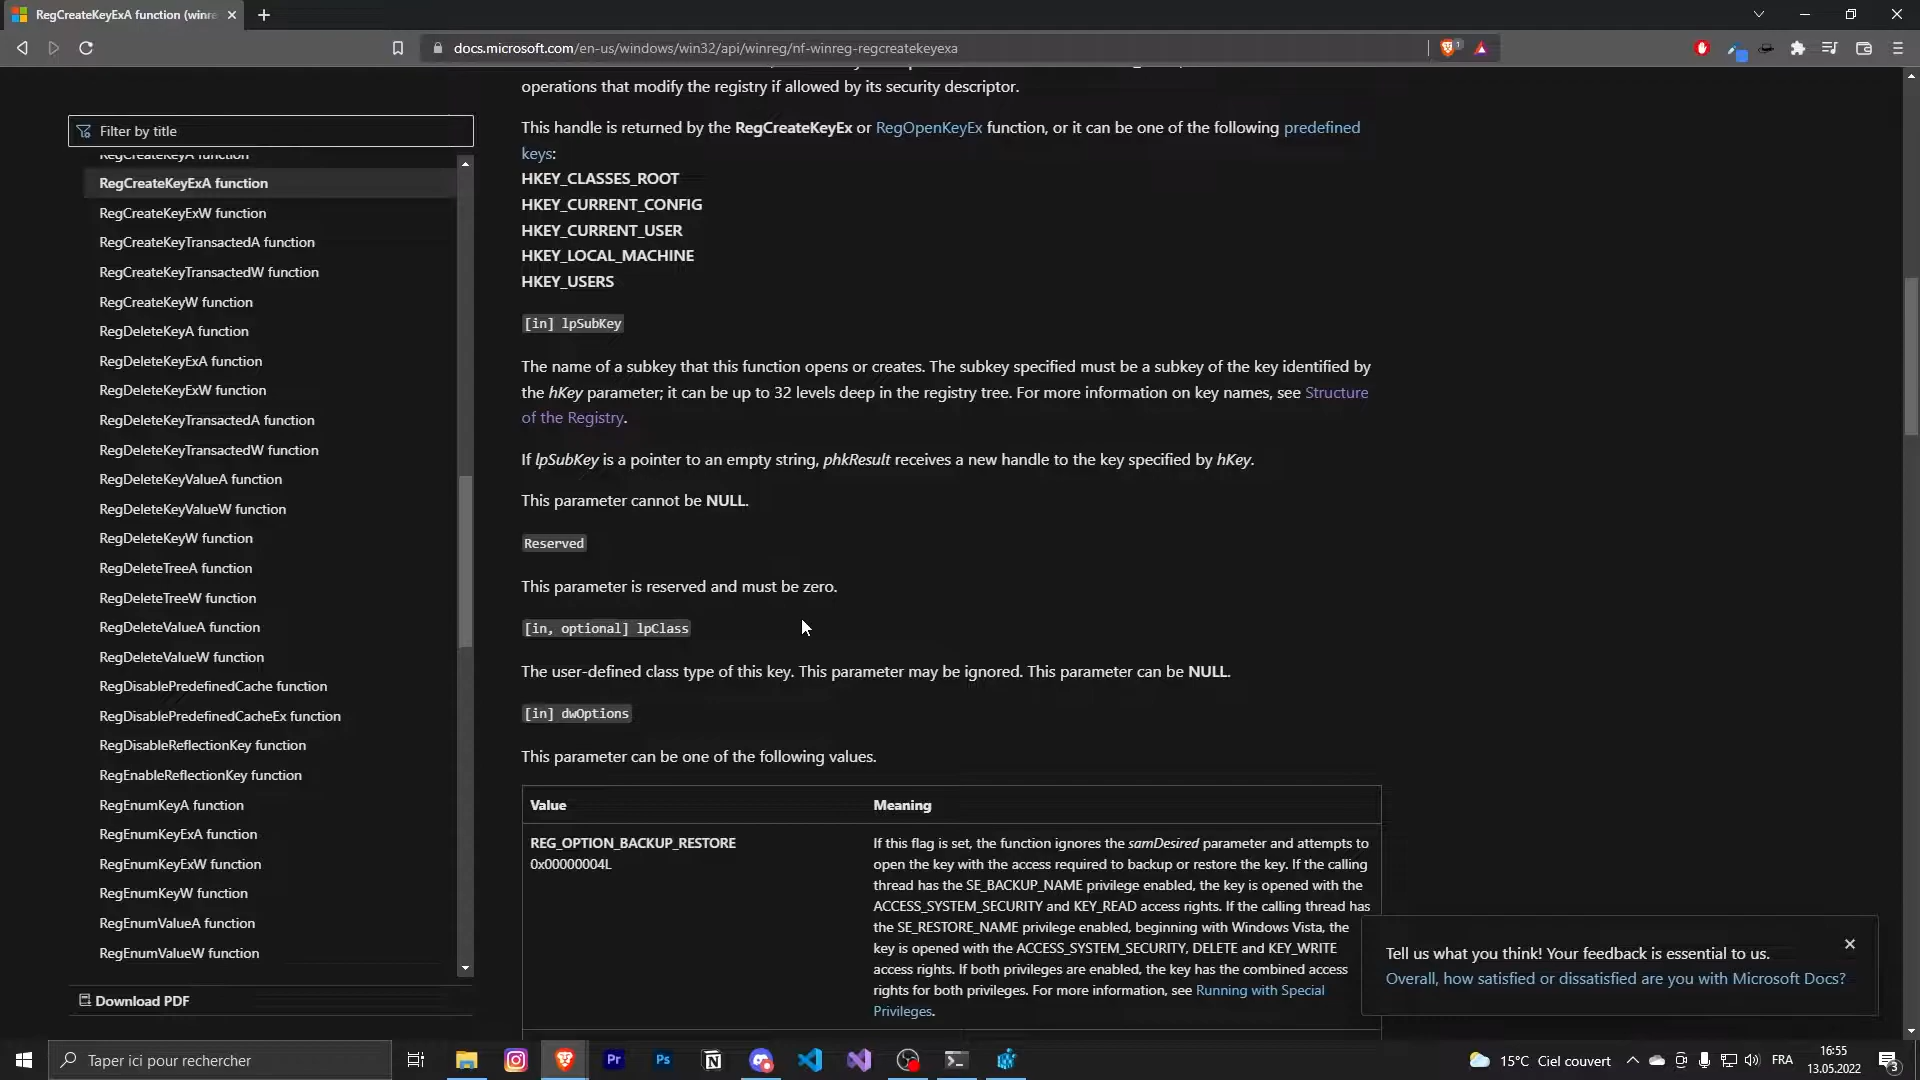 RegCreateKeyExA function (winre
docs.microsoft.com/en-us/windows/win32/api/winreg/nf-winreg-regcreatekeyexa
1
Filter by title
RegCreateKeyA function
RegCreateKeyExA function
RegCreateKeyExW function
RegCreateKeyTransactedA function
RegCreateKeyTransactedW function
RegCreateKeyW function
RegDeleteKeyA function
RegDeleteKeyExA function
RegDeleteKeyExW function
RegDeleteKeyTransactedA function
RegDeleteKeyTransactedW function
RegDeleteKeyValueA function
RegDeleteKeyValueW function
RegDeleteKeyW function
RegDeleteTreeA function
RegDeleteTreeW function
RegDeleteValueA function
RegDeleteValueW function
RegDisablePredefinedCache function
RegDisablePredefinedCacheEx function
RegDisableReflectionKey function
RegEnableReflectionKey function
RegEnumKeyA function
RegEnumKeyExA function
RegEnumKeyExW function
RegEnumKeyW function
RegEnumValueA function
RegEnumValueW function
Download PDF
operations that modify the registry if allowed by its security descriptor.
This handle is returned by the RegCreateKeyEx or RegOpenKeyEx function, or it can be one of the following predefined
keys:
HKEY_CLASSES_ROOT
HKEY_CURRENT_CONFIG
HKEY_CURRENT_USER
HKEY_LOCAL_MACHINE
HKEY_USERS
[in] lpSubKey
The name of a subkey that this function opens or creates. The subkey specified must be a subkey of the key identified by
the hKey parameter; it can be up to 32 levels deep in the registry tree. For more information on key names, see Structure
of the Registry.
If lpSubKey is a pointer to an empty string, phkResult receives a new handle to the key specified by hKey.
This parameter cannot be NULL.
Reserved
This parameter is reserved and must be zero.
[in, optional] lpClass
The user-defined class type of this key. This parameter may be ignored. This parameter can be NULL.
[in] dwOptions
This parameter can be one of the following values.
Value Meaning
REG_OPTION_BACKUP_RESTORE
0x00000004L
If this flag is set, the function ignores the samDesired parameter and attempts to
open the key with the access required to backup or restore the key. If the calling
thread has the SE_BACKUP_NAME privilege enabled, the key is opened with the
ACCESS_SYSTEM_SECURITY and KEY_READ access rights. If the calling thread has
the SE_RESTORE_NAME privilege enabled, beginning with Windows Vista, the
key is opened with the ACCESS_SYSTEM_SECURITY, DELETE and KEY_WRITE
access rights. If both privileges are enabled, the key has the combined access
rights for both privileges. For more information, see Running with Special
Privileges.
Tell us what you think! Your feedback is essential to us.
Overall, how satisfied or dissatisfied are you with Microsoft Docs?
Taper ici pour rechercher
Pr
Ps
15°C Ciel couvert
FRA
16:55
13.05.2022
3